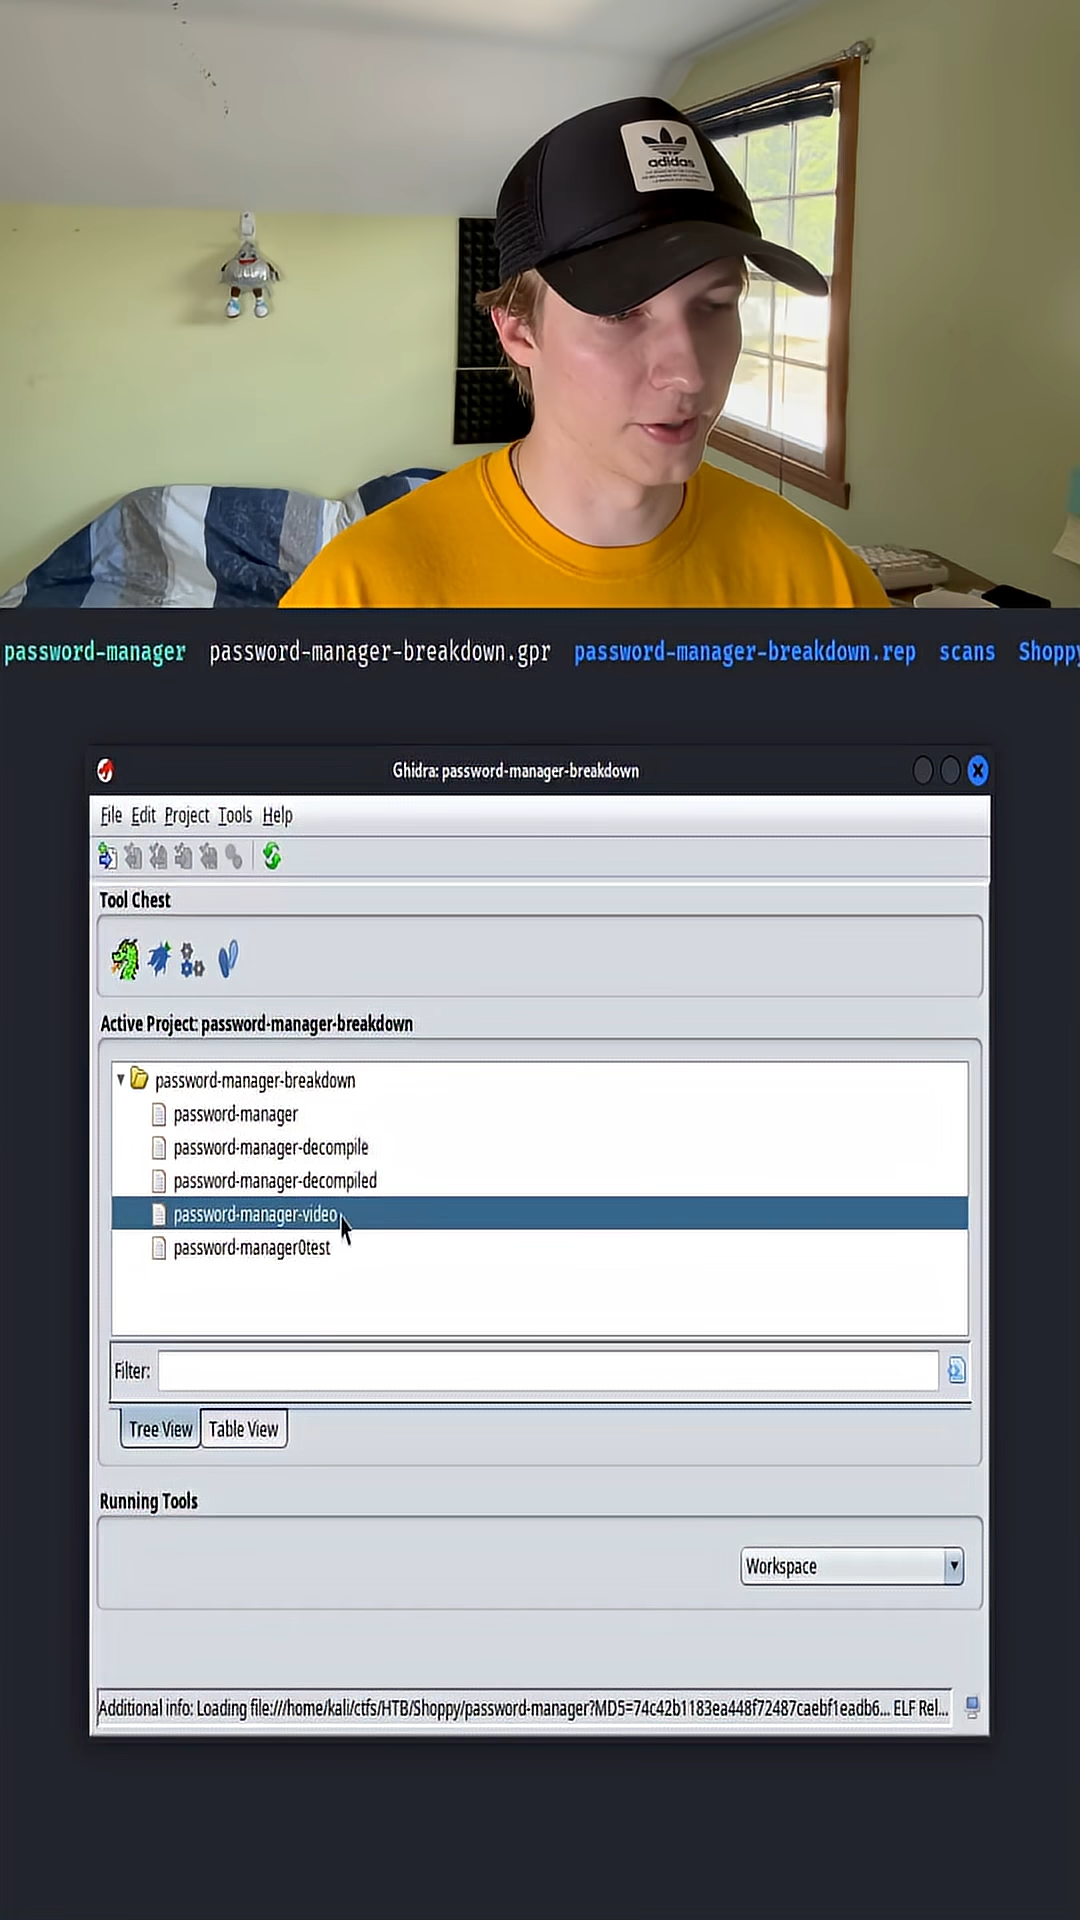 adidas
password-manager password-manager-breakdown.gpr password-manager-breakdown.rep scans Shoppy
Ghidra: password-manager-breakdown
File Edit Project Tools Help
Tool Chest
Active Project: password-manager-breakdown
password-manager-breakdown
password-manager
password-manager-decompile
password-manager-decompiled
password-manager-video
password-manager0test
Filter:
Tree View Table View
Running Tools
Workspace
Additional info: Loading file:///home/kali/ctfs/HTB/Shoppy/password-manager?MD5=74c42b1183ea448f72487caebf1eadb6... ELF Rel...